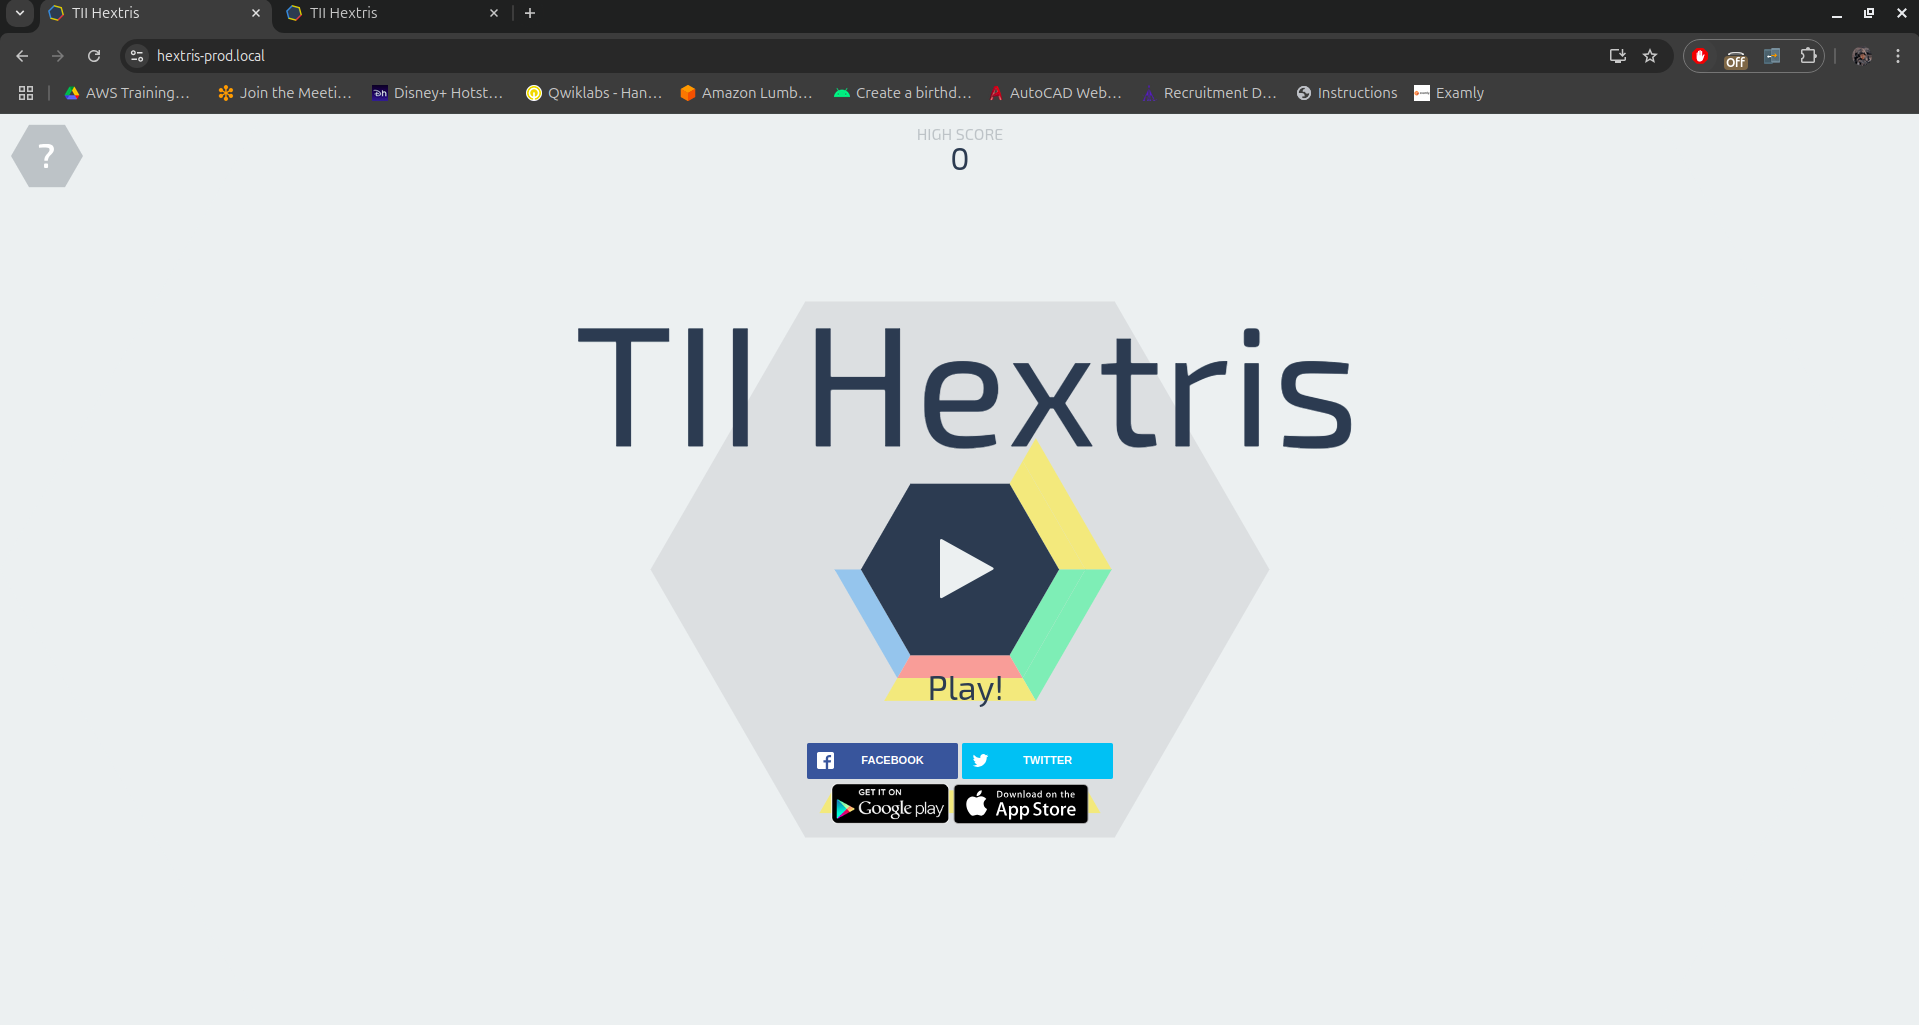 TII Hextris
TII Hextris
hextris-prod.local
Off
AWS Training...
Join the Meeti...
Disney+ Hotst...
Qwiklabs - Han...
Amazon Lumb...
Create a birthd...
AutoCAD Web...
Recruitment D...
Instructions
Examly
?
HIGH SCORE
0
TII Hextris
Play!
FACEBOOK
TWITTER
GET IT ON
Google play
Download on the
App Store